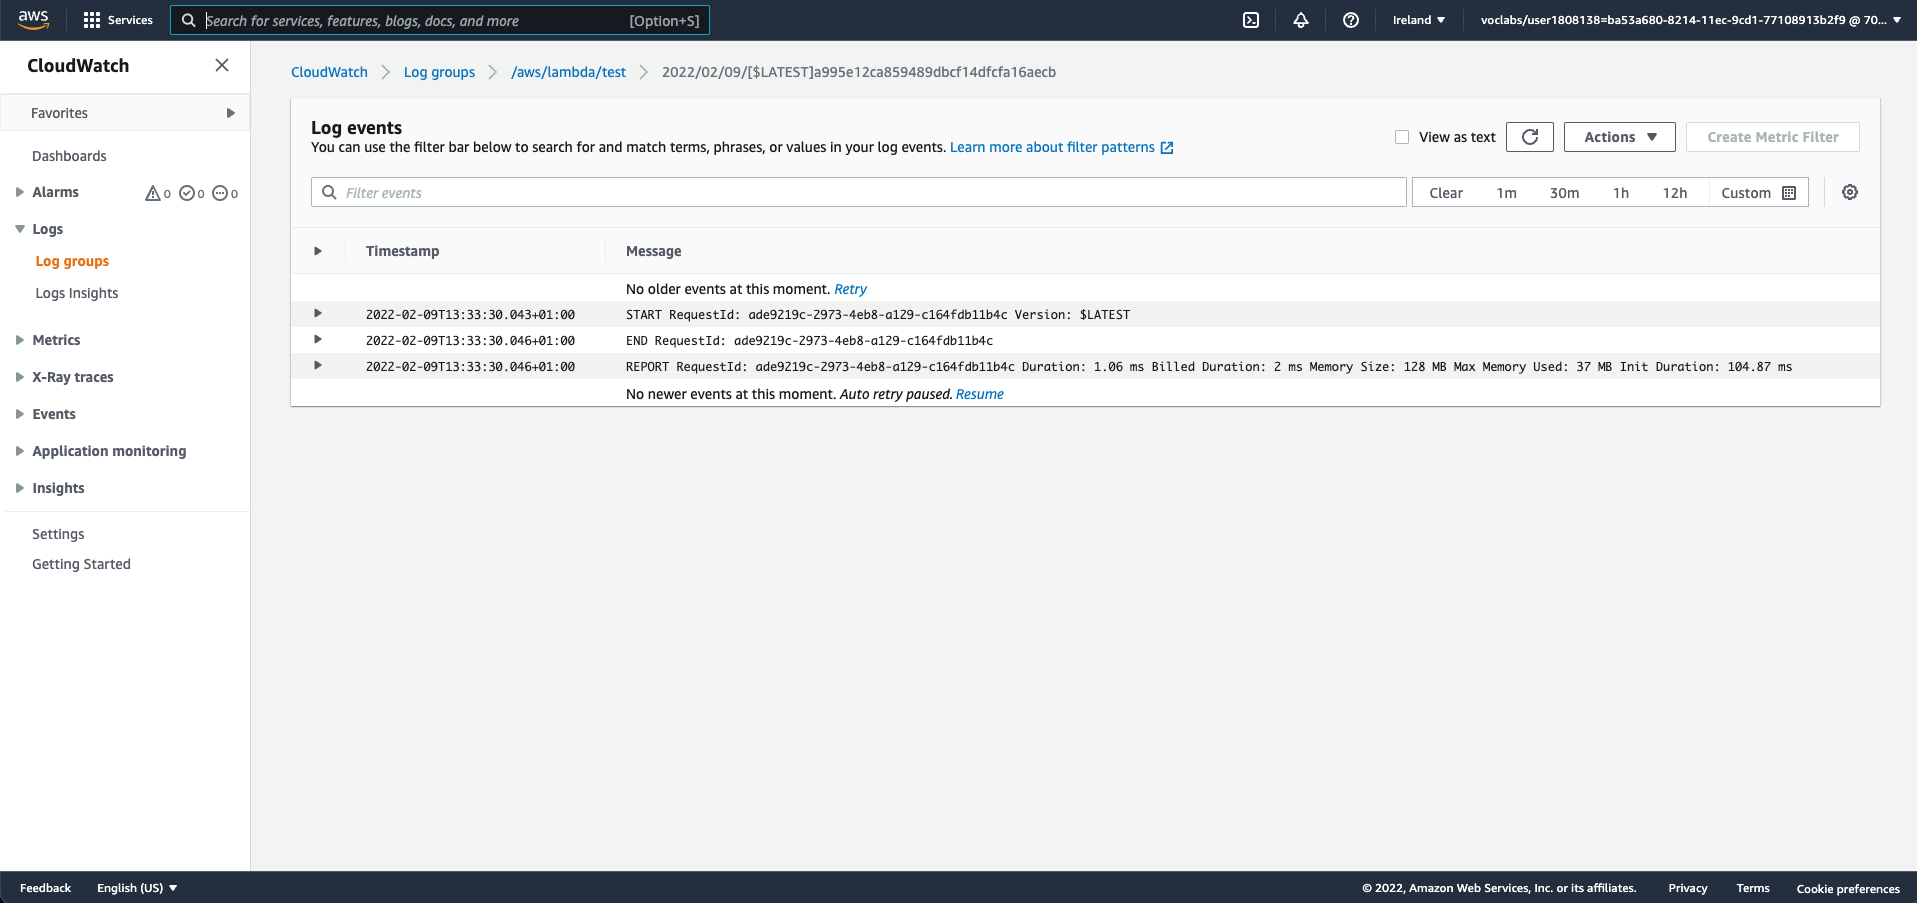 aws Services Search for services, features, blogs, docs, and more [Option+S] Ireland voclabs/user1808138=ba53a680-8214-11ec-9cd1-77108913b2f9 @ 70...
CloudWatch
Favorites
Dashboards
Alarms 0 0 0
Logs
Log groups
Logs Insights
Metrics
X-Ray traces
Events
Application monitoring
Insights
Settings
Getting Started
CloudWatch Log groups /aws/lambda/test 2022/02/09/[$LATEST]a995e12ca859489dbcf14dfcfa16aecb
Log events
You can use the filter bar below to search for and match terms, phrases, or values in your log events. Learn more about filter patterns
View as text Actions Create Metric Filter
Filter events Clear 1m 30m 1h 12h Custom
Timestamp Message
No older events at this moment. Retry
2022-02-09T13:33:30.043+01:00 START RequestId: ade9219c-2973-4eb8-a129-c164fdb11b4c Version: $LATEST
2022-02-09T13:33:30.046+01:00 END RequestId: ade9219c-2973-4eb8-a129-c164fdb11b4c
2022-02-09T13:33:30.046+01:00 REPORT RequestId: ade9219c-2973-4eb8-a129-c164fdb11b4c Duration: 1.06 ms Billed Duration: 2 ms Memory Size: 128 MB Max Memory Used: 37 MB Init Duration: 104.87 ms
No newer events at this moment. Auto retry paused. Resume
Feedback English (US) © 2022, Amazon Web Services, Inc. or its affiliates. Privacy Terms Cookie preferences